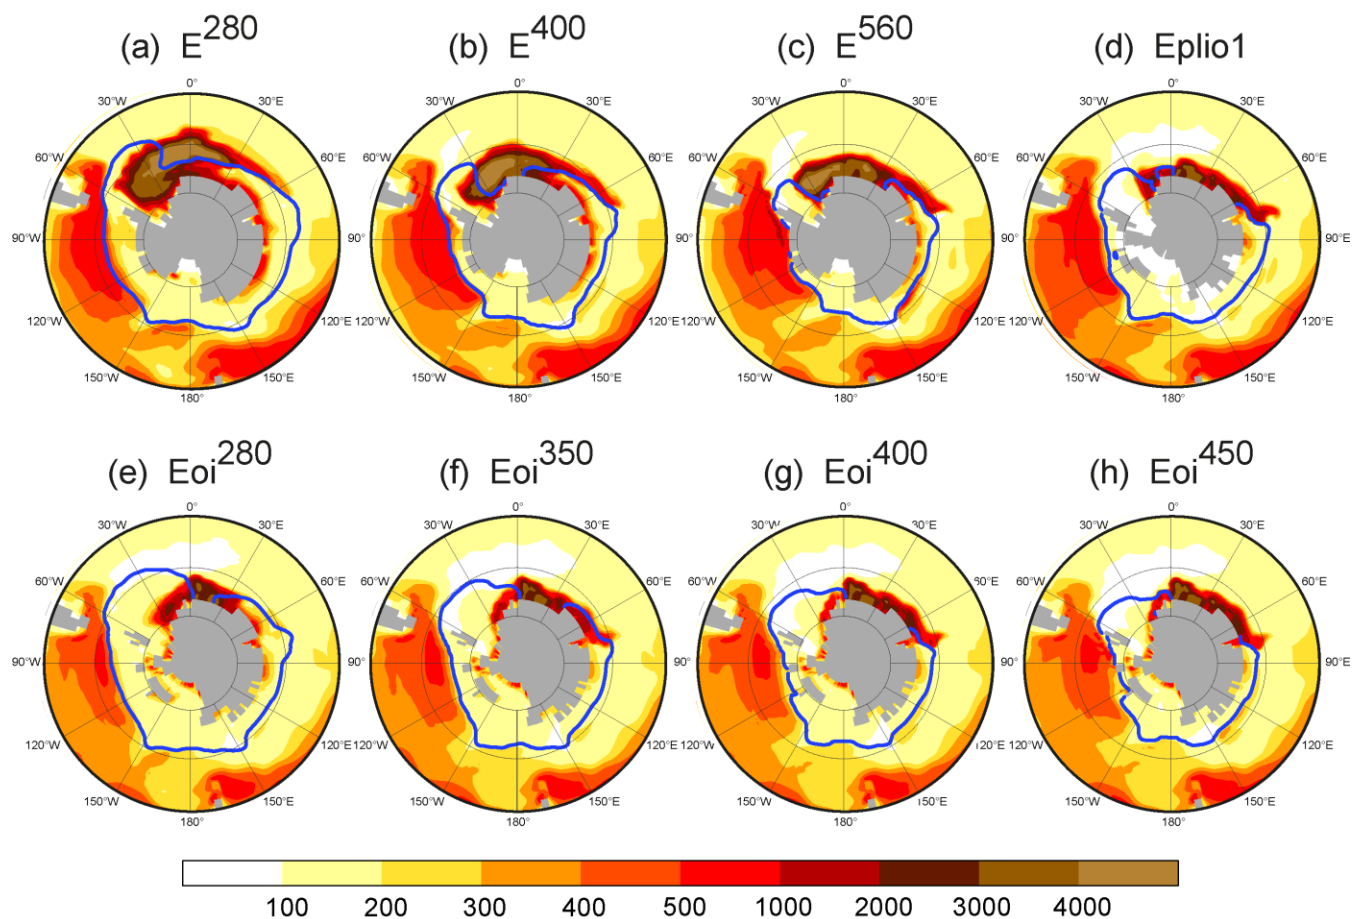 (a) E280
(b) E400
(c) E560
(d) Eplio1
0°
30°W
30°E
60°W
60°E
90°W
90°E
120°W
120°E
150°W
150°E
180°
0°
30°W
30°E
60°W
60°E
90°
90°
120°W
120°E
150°W
150°E
180°
0°
30°W
30°E
60°W
60°E
90°
90°
120°W
120°E
150°W
150°E
180°
0°
30°W
30°E
60°W
60°E
90°
90°E
120°W
120°E
150°W
150°E
180°
(e) Eoi280
(f) Eoi350
(g) Eoi400
(h) Eoi450
0°
30°W
30°E
60°W
60°E
90°W
90°E
120°W
120°E
150°W
150°E
180°
0°
30°W
30°E
60°W
60°E
90°
90°
120°W
120°E
150°W
150°E
180°
0°
30°W
30°E
60°W
60°E
90°
90°
120°W
120°E
150°W
150°E
180°
0°
30°W
30°E
60°W
60°E
90°
90°E
120°W
120°E
150°W
150°E
180°
100 200 300 400 500 1000 2000 3000 4000